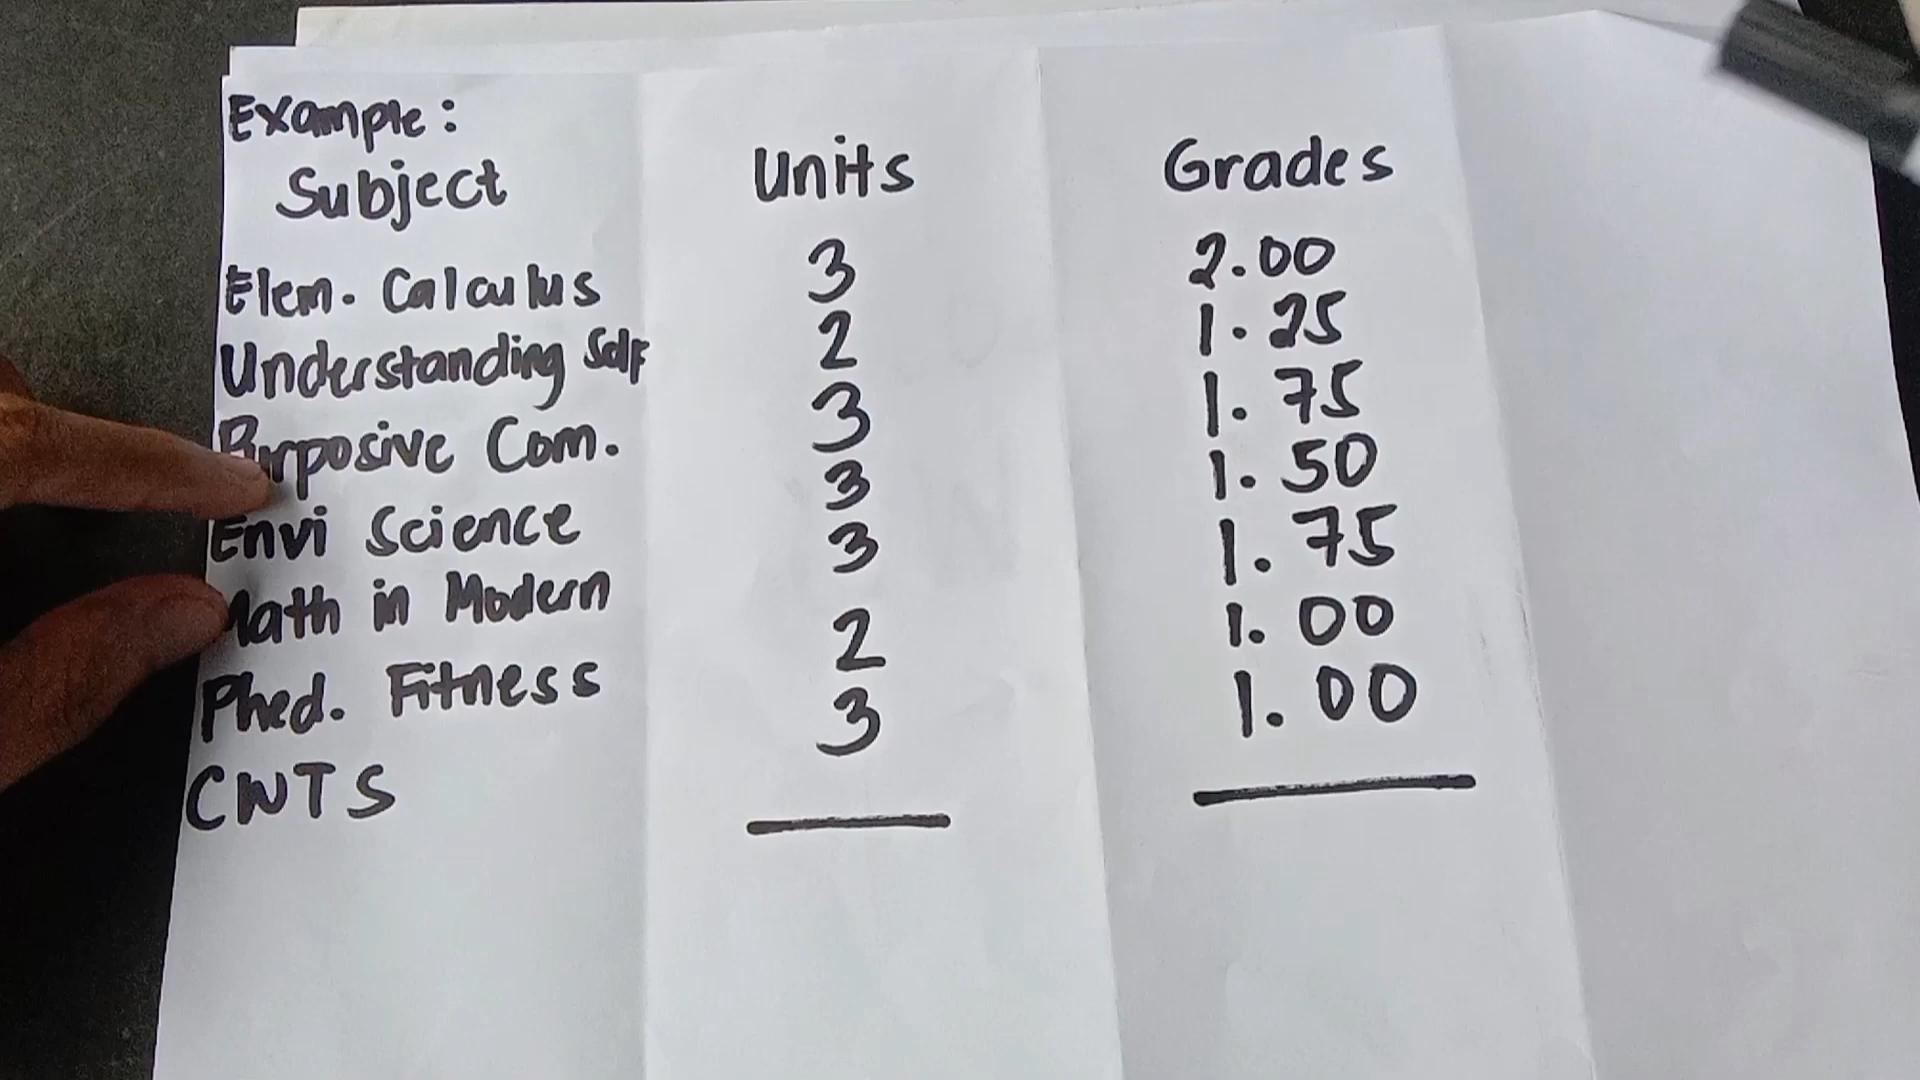 Example:
Subject Units Grades
Elem. Calculus 3 2.00
Understanding Self 2 1.25
Purposive Com. 3 1.75
Envi Science 3 1.50
Math in Modern 3 1.75
Phed. Fitness 2 1.00
CWTS 3 1.00